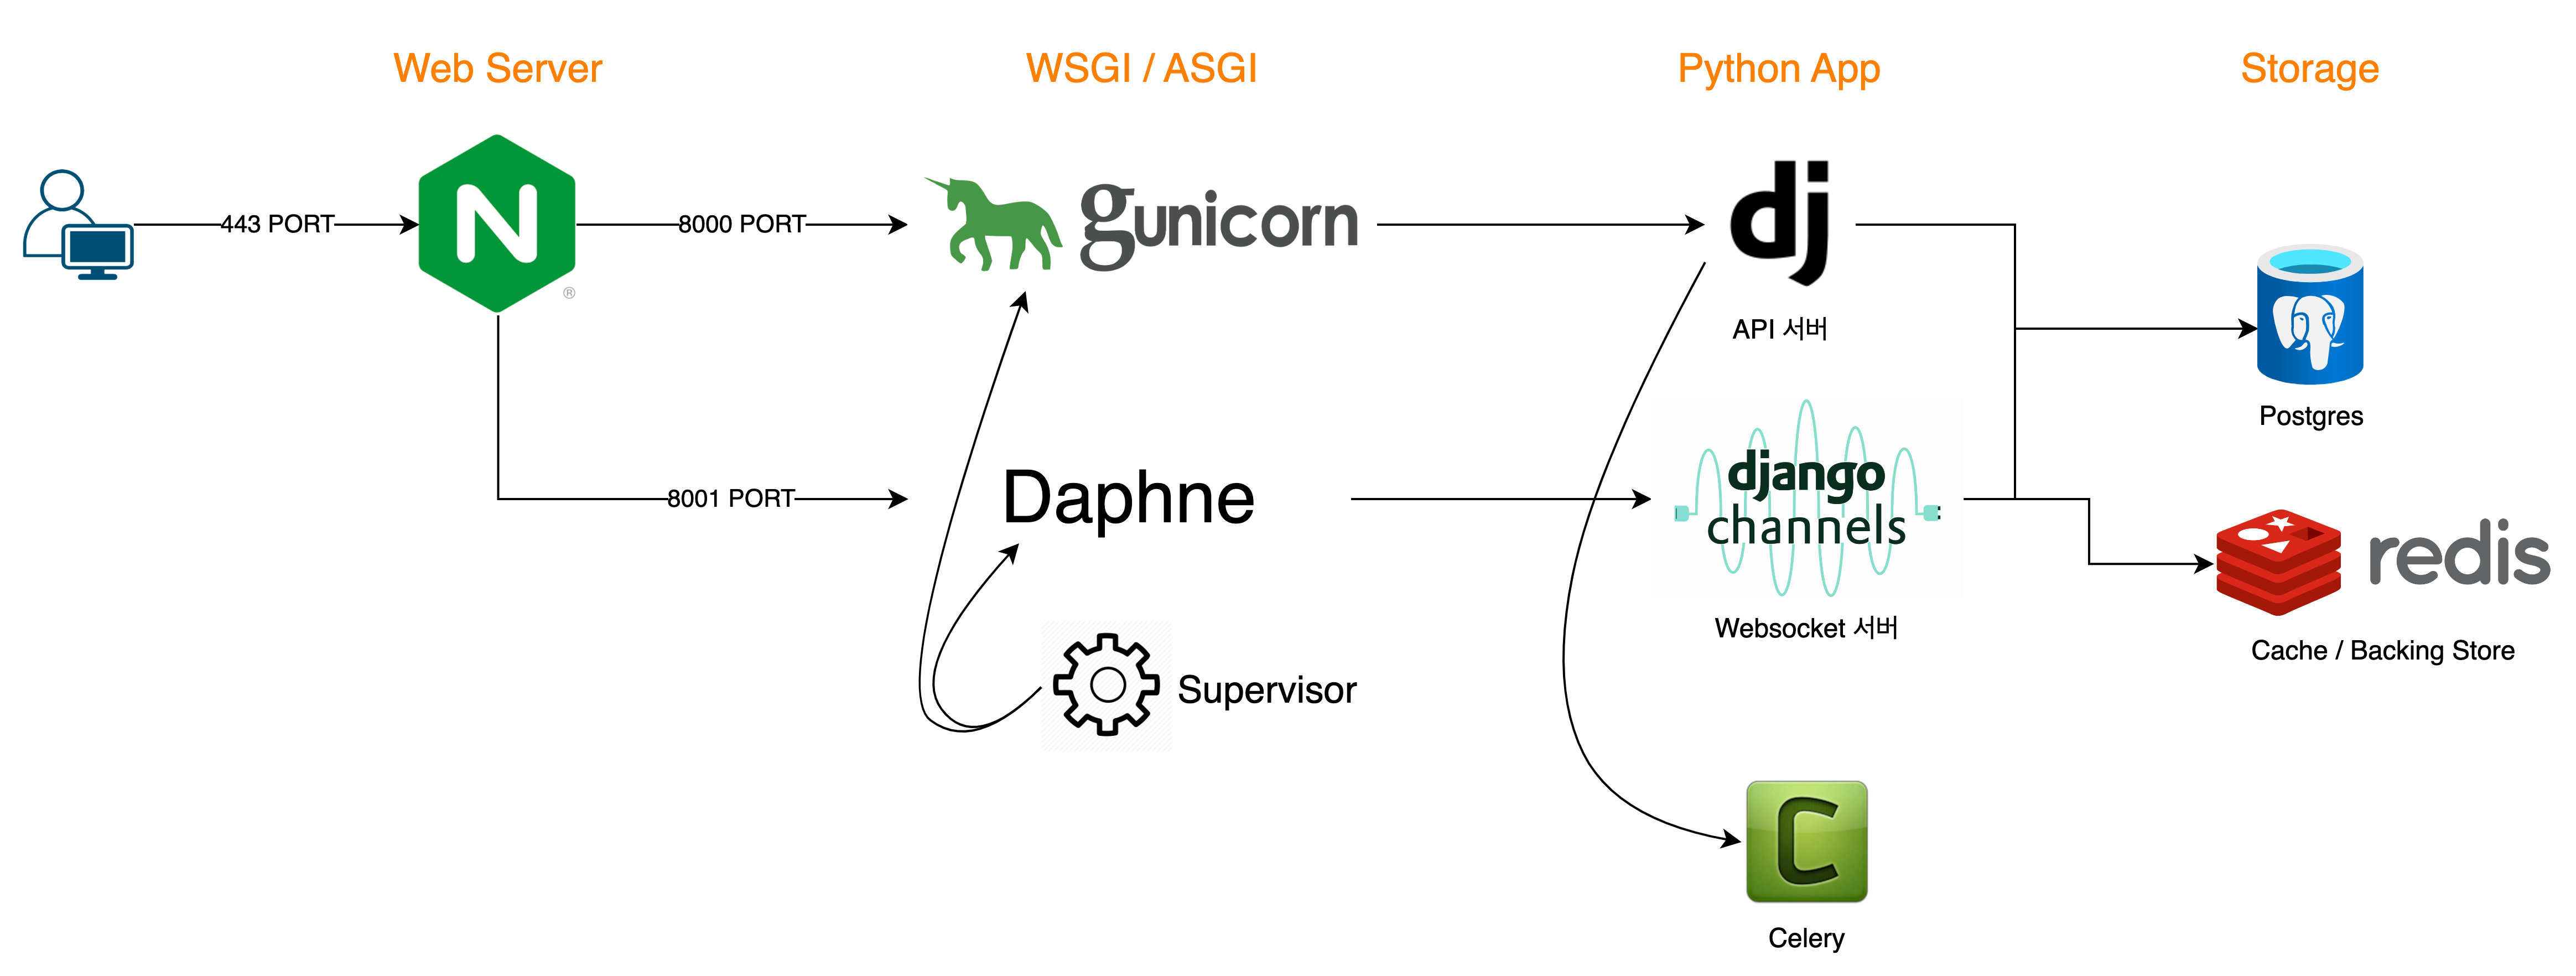 Web Server
WSGI / ASGI
Python App
Storage
443 PORT
N
®
8000 PORT
gunicorn
dj
API 서버
Postgres
8001 PORT
Daphne
django
channels
Websocket 서버
redis
Cache / Backing Store
Supervisor
C
Celery